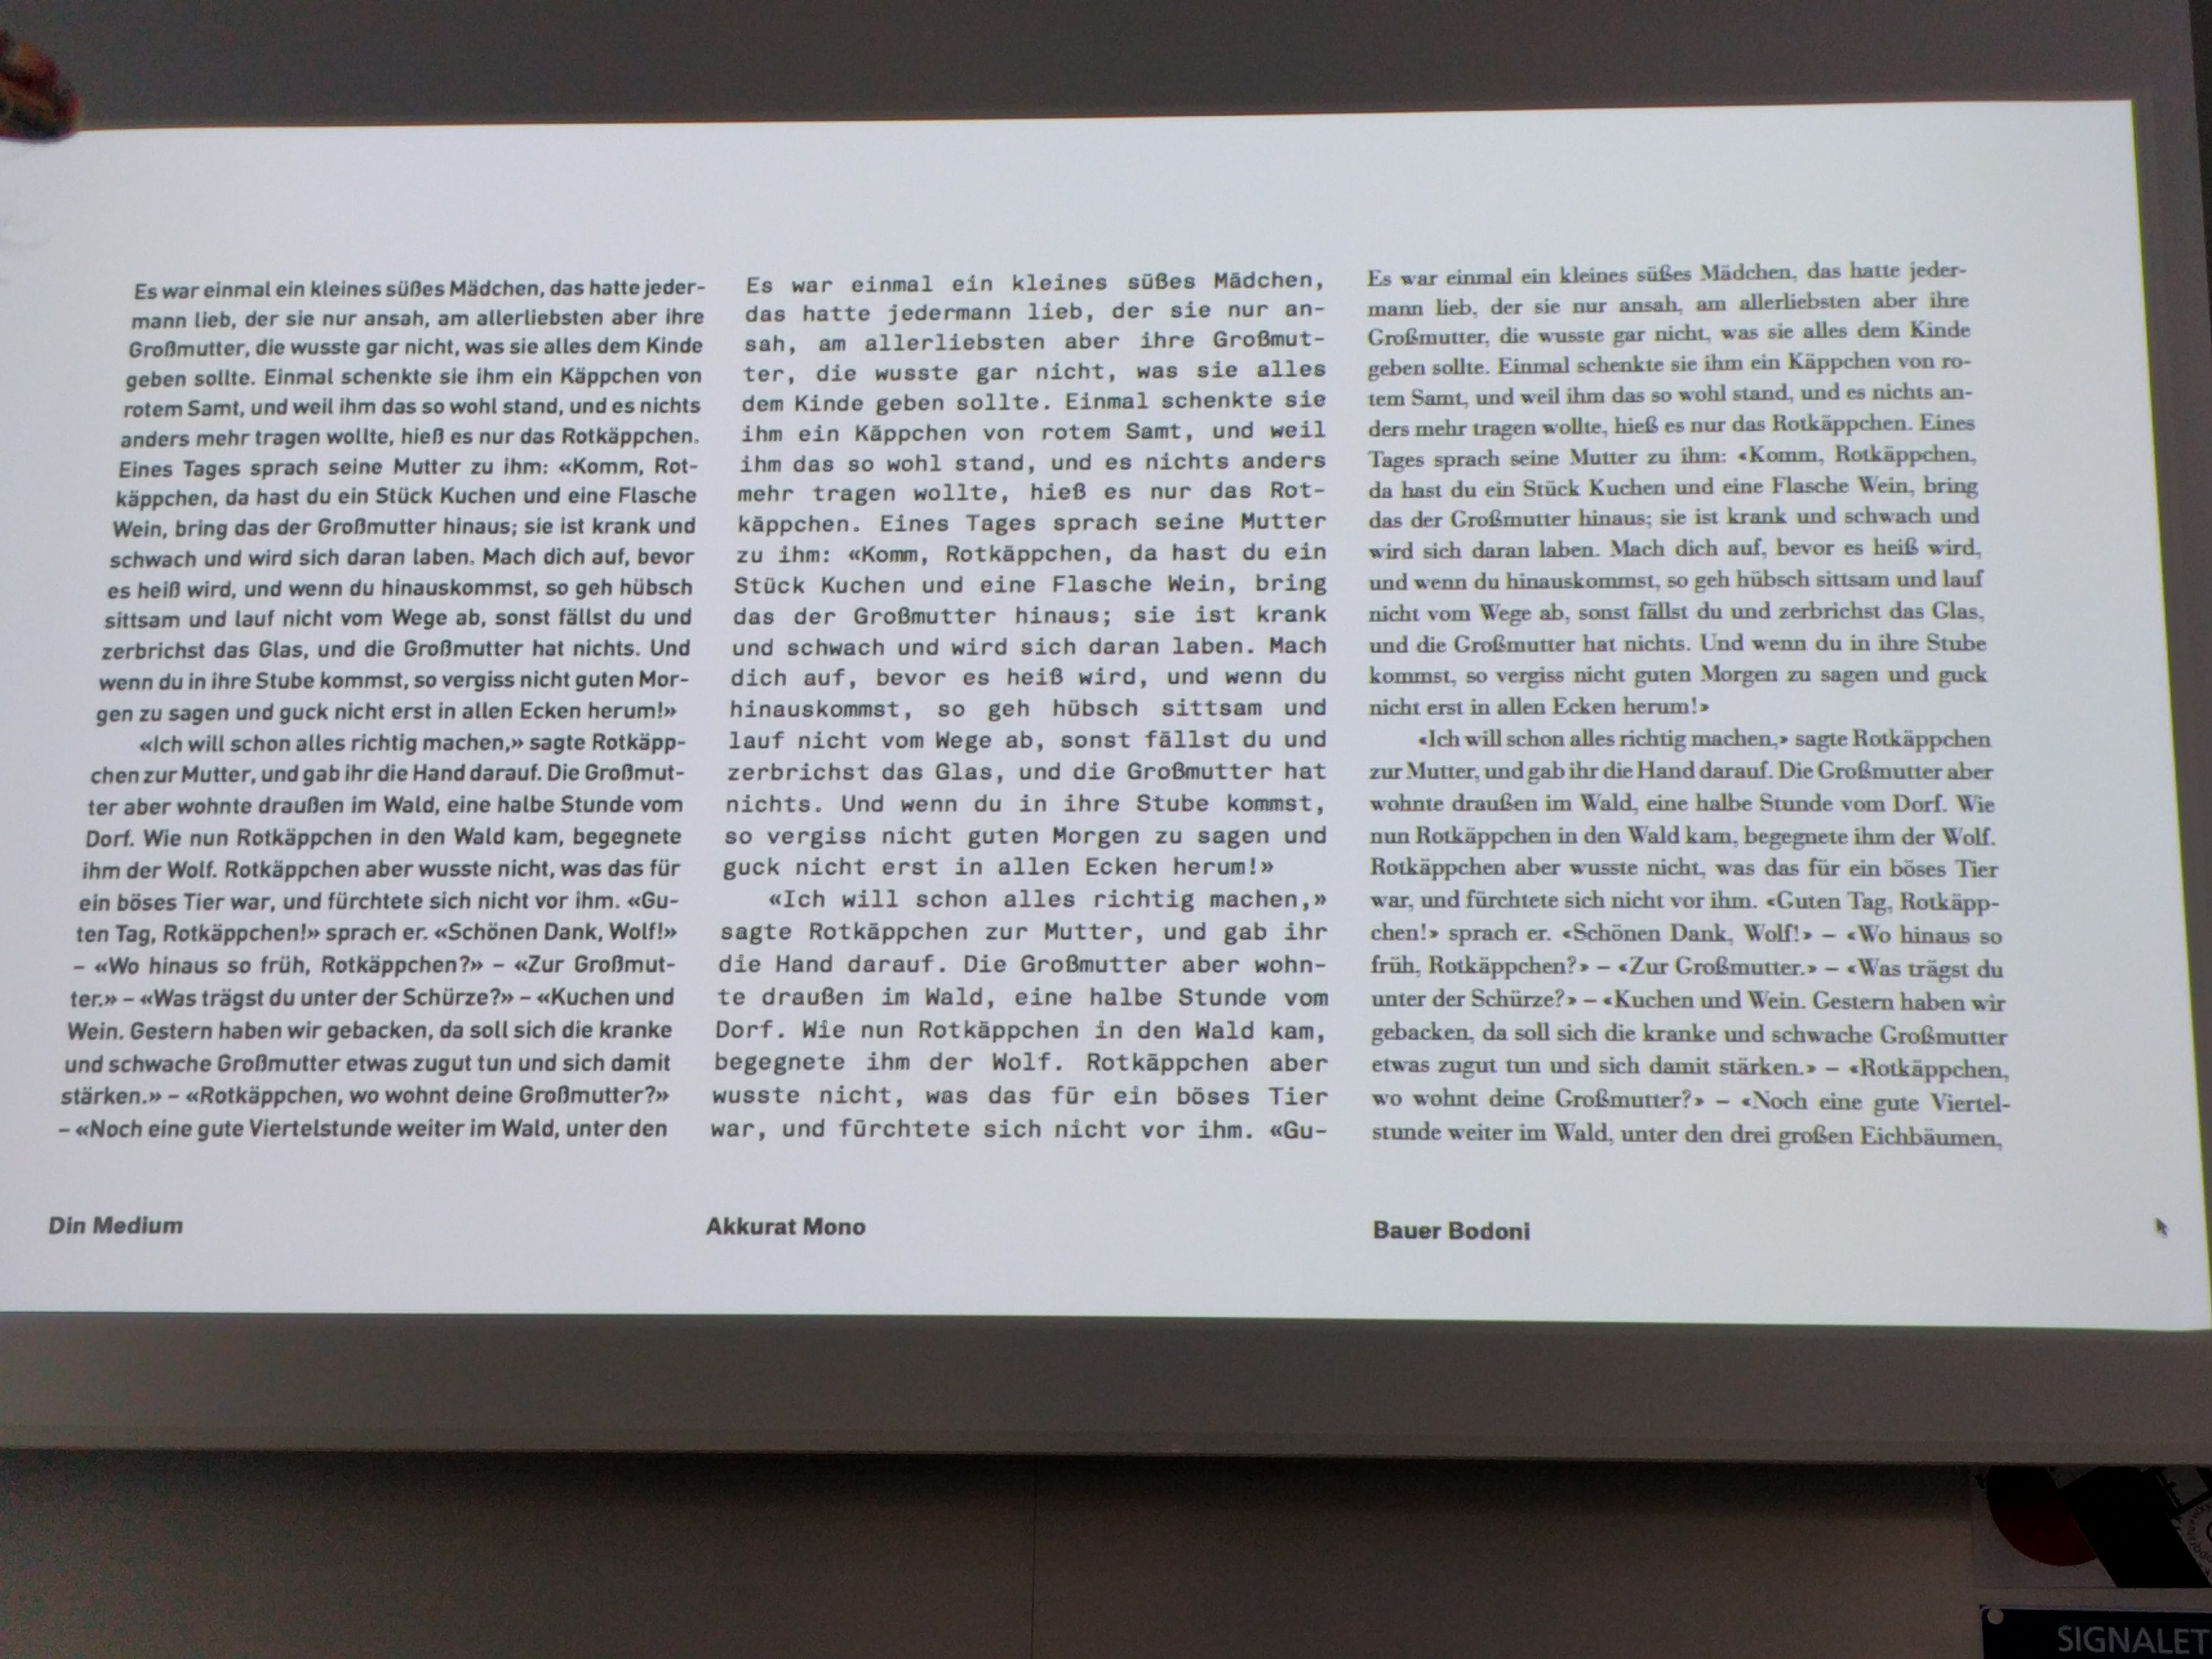 Es war einmal ein kleines süßes Mädchen, das hatte jeder-
mann lieb, der sie nur ansah, am allerliebsten aber ihre
Großmutter, die wusste gar nicht, was sie alles dem Kinde
geben sollte. Einmal schenkte sie ihm ein Käppchen von
rotem Samt, und weil ihm das so wohl stand, und es nichts
anders mehr tragen wollte, hieß es nur das Rotkäppchen.
Eines Tages sprach seine Mutter zu ihm: «Komm, Rot-
käppchen, da hast du ein Stück Kuchen und eine Flasche
Wein, bring das der Großmutter hinaus; sie ist krank und
schwach und wird sich daran laben. Mach dich auf, bevor
es heiß wird, und wenn du hinauskommst, so geh hübsch
sittsam und lauf nicht vom Wege ab, sonst fällst du und
zerbrichst das Glas, und die Großmutter hat nichts. Und
wenn du in ihre Stube kommst, so vergiss nicht guten Mor-
gen zu sagen und guck nicht erst in allen Ecken herum!»
«Ich will schon alles richtig machen,» sagte Rotkäpp-
chen zur Mutter, und gab ihr die Hand darauf. Die Großmut-
ter aber wohnte draußen im Wald, eine halbe Stunde vom
Dorf. Wie nun Rotkäppchen in den Wald kam, begegnete
ihm der Wolf. Rotkäppchen aber wusste nicht, was das für
ein böses Tier war, und fürchtete sich nicht vor ihm. «Gu-
ten Tag, Rotkäppchen!» sprach er. «Schönen Dank, Wolf!»
– «Wo hinaus so früh, Rotkäppchen?» – «Zur Großmut-
ter.» – «Was trägst du unter der Schürze?» – «Kuchen und
Wein. Gestern haben wir gebacken, da soll sich die kranke
und schwache Großmutter etwas zugut tun und sich damit
stärken.» – «Rotkäppchen, wo wohnt deine Großmutter?»
– «Noch eine gute Viertelstunde weiter im Wald, unter den
Din Medium
Es war einmal ein kleines süßes Mädchen,
das hatte jedermann lieb, der sie nur an-
sah, am allerliebsten aber ihre Großmut-
ter, die wusste gar nicht, was sie alles
dem Kinde geben sollte. Einmal schenkte sie
ihm ein Käppchen von rotem Samt, und weil
ihm das so wohl stand, und es nichts anders
mehr tragen wollte, hieß es nur das Rot-
käppchen. Eines Tages sprach seine Mutter
zu ihm: «Komm, Rotkäppchen, da hast du ein
Stück Kuchen und eine Flasche Wein, bring
das der Großmutter hinaus; sie ist krank
und schwach und wird sich daran laben. Mach
dich auf, bevor es heiß wird, und wenn du
hinauskommst, so geh hübsch sittsam und
lauf nicht vom Wege ab, sonst fällst du und
zerbrichst das Glas, und die Großmutter hat
nichts. Und wenn du in ihre Stube kommst,
so vergiss nicht guten Morgen zu sagen und
guck nicht erst in allen Ecken herum!»
«Ich will schon alles richtig machen,»
sagte Rotkäppchen zur Mutter, und gab ihr
die Hand darauf. Die Großmutter aber wohn-
te draußen im Wald, eine halbe Stunde vom
Dorf. Wie nun Rotkäppchen in den Wald kam,
begegnete ihm der Wolf. Rotkäppchen aber
wusste nicht, was das für ein böses Tier
war, und fürchtete sich nicht vor ihm. «Gu-
Akkurat Mono
Es war einmal ein kleines süßes Mädchen, das hatte jeder-
mann lieb, der sie nur ansah, am allerliebsten aber ihre
Großmutter, die wusste gar nicht, was sie alles dem Kinde
geben sollte. Einmal schenkte sie ihm ein Käppchen von ro-
tem Samt, und weil ihm das so wohl stand, und es nichts an-
ders mehr tragen wollte, hieß es nur das Rotkäppchen. Eines
Tages sprach seine Mutter zu ihm: «Komm, Rotkäppchen,
da hast du ein Stück Kuchen und eine Flasche Wein, bring
das der Großmutter hinaus; sie ist krank und schwach und
wird sich daran laben. Mach dich auf, bevor es heiß wird,
und wenn du hinauskommst, so geh hübsch sittsam und lauf
nicht vom Wege ab, sonst fällst du und zerbrichst das Glas,
und die Großmutter hat nichts. Und wenn du in ihre Stube
kommst, so vergiss nicht guten Morgen zu sagen und guck
nicht erst in allen Ecken herum!»
«Ich will schon alles richtig machen,» sagte Rotkäppchen
zur Mutter, und gab ihr die Hand darauf. Die Großmutter aber
wohnte draußen im Wald, eine halbe Stunde vom Dorf. Wie
nun Rotkäppchen in den Wald kam, begegnete ihm der Wolf.
Rotkäppchen aber wusste nicht, was das für ein böses Tier
war, und fürchtete sich nicht vor ihm. «Guten Tag, Rotkäpp-
chen!» sprach er. «Schönen Dank, Wolf!» – «Wo hinaus so
früh, Rotkäppchen?» – «Zur Großmutter.» – «Was trägst du
unter der Schürze?» – «Kuchen und Wein. Gestern haben wir
gebacken, da soll sich die kranke und schwache Großmutter
etwas zugut tun und sich damit stärken.» – «Rotkäppchen,
wo wohnt deine Großmutter?» – «Noch eine gute Viertel-
stunde weiter im Wald, unter den drei großen Eichbäumen,
Bauer Bodoni
SIGNALET